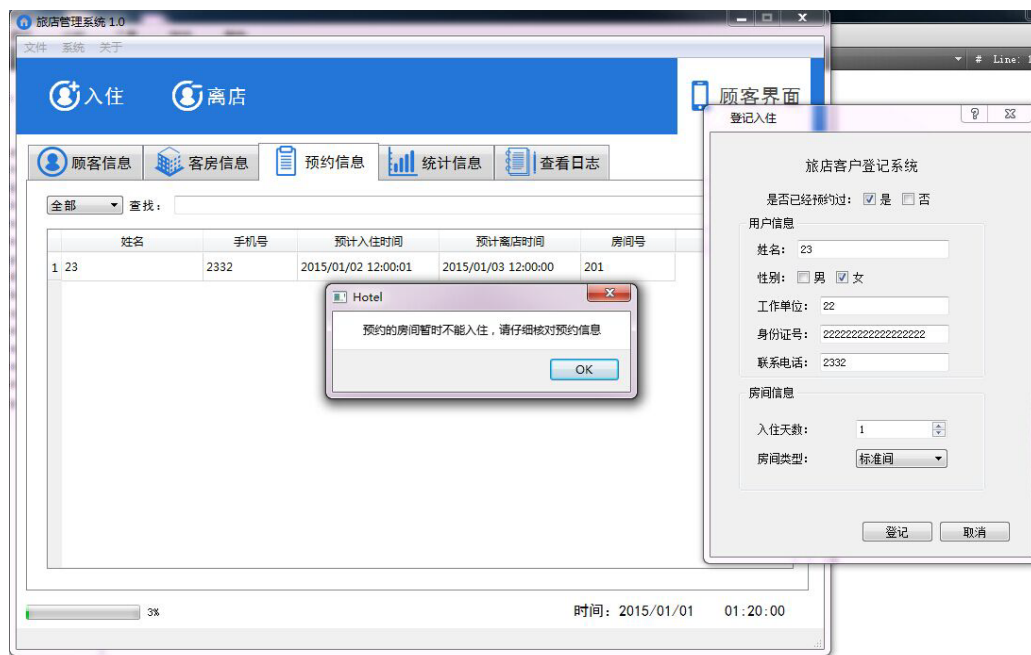 旅店管理系统 1.0
文件 系统 关于
# Line: 1
入住 离店 顾客界面
顾客信息 客房信息 预约信息 统计信息 查看日志
全部 查找:
姓名 手机号 预计入住时间 预计离店时间 房间号
1 23 2332 2015/01/02 12:00:01 2015/01/03 12:00:00 201
Hotel
预约的房间暂时不能入住，请仔细核对预约信息
OK
3%
时间: 2015/01/01 01:20:00
登记入住
旅店客户登记系统
是否已经预约过: 是 否
用户信息
姓名: 23
性别: 男 女
工作单位: 22
身份证号: 222222222222222222
联系电话: 2332
房间信息
入住天数: 1
房间类型: 标准间
登记 取消